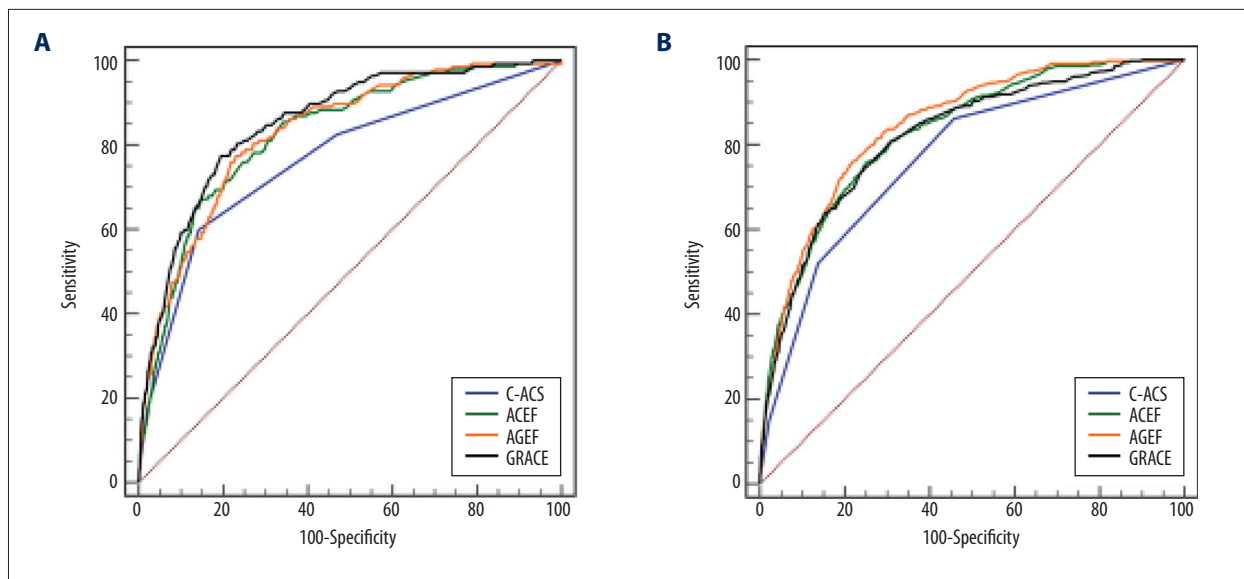 A
100
80
60
40
20
0
Sensitivity
0 20 40 60 80 100
100-Specificity
C-ACS
ACEF
AGEF
GRACE
B
100
80
60
40
20
0
Sensitivity
0 20 40 60 80 100
100-Specificity
C-ACS
ACEF
AGEF
GRACE